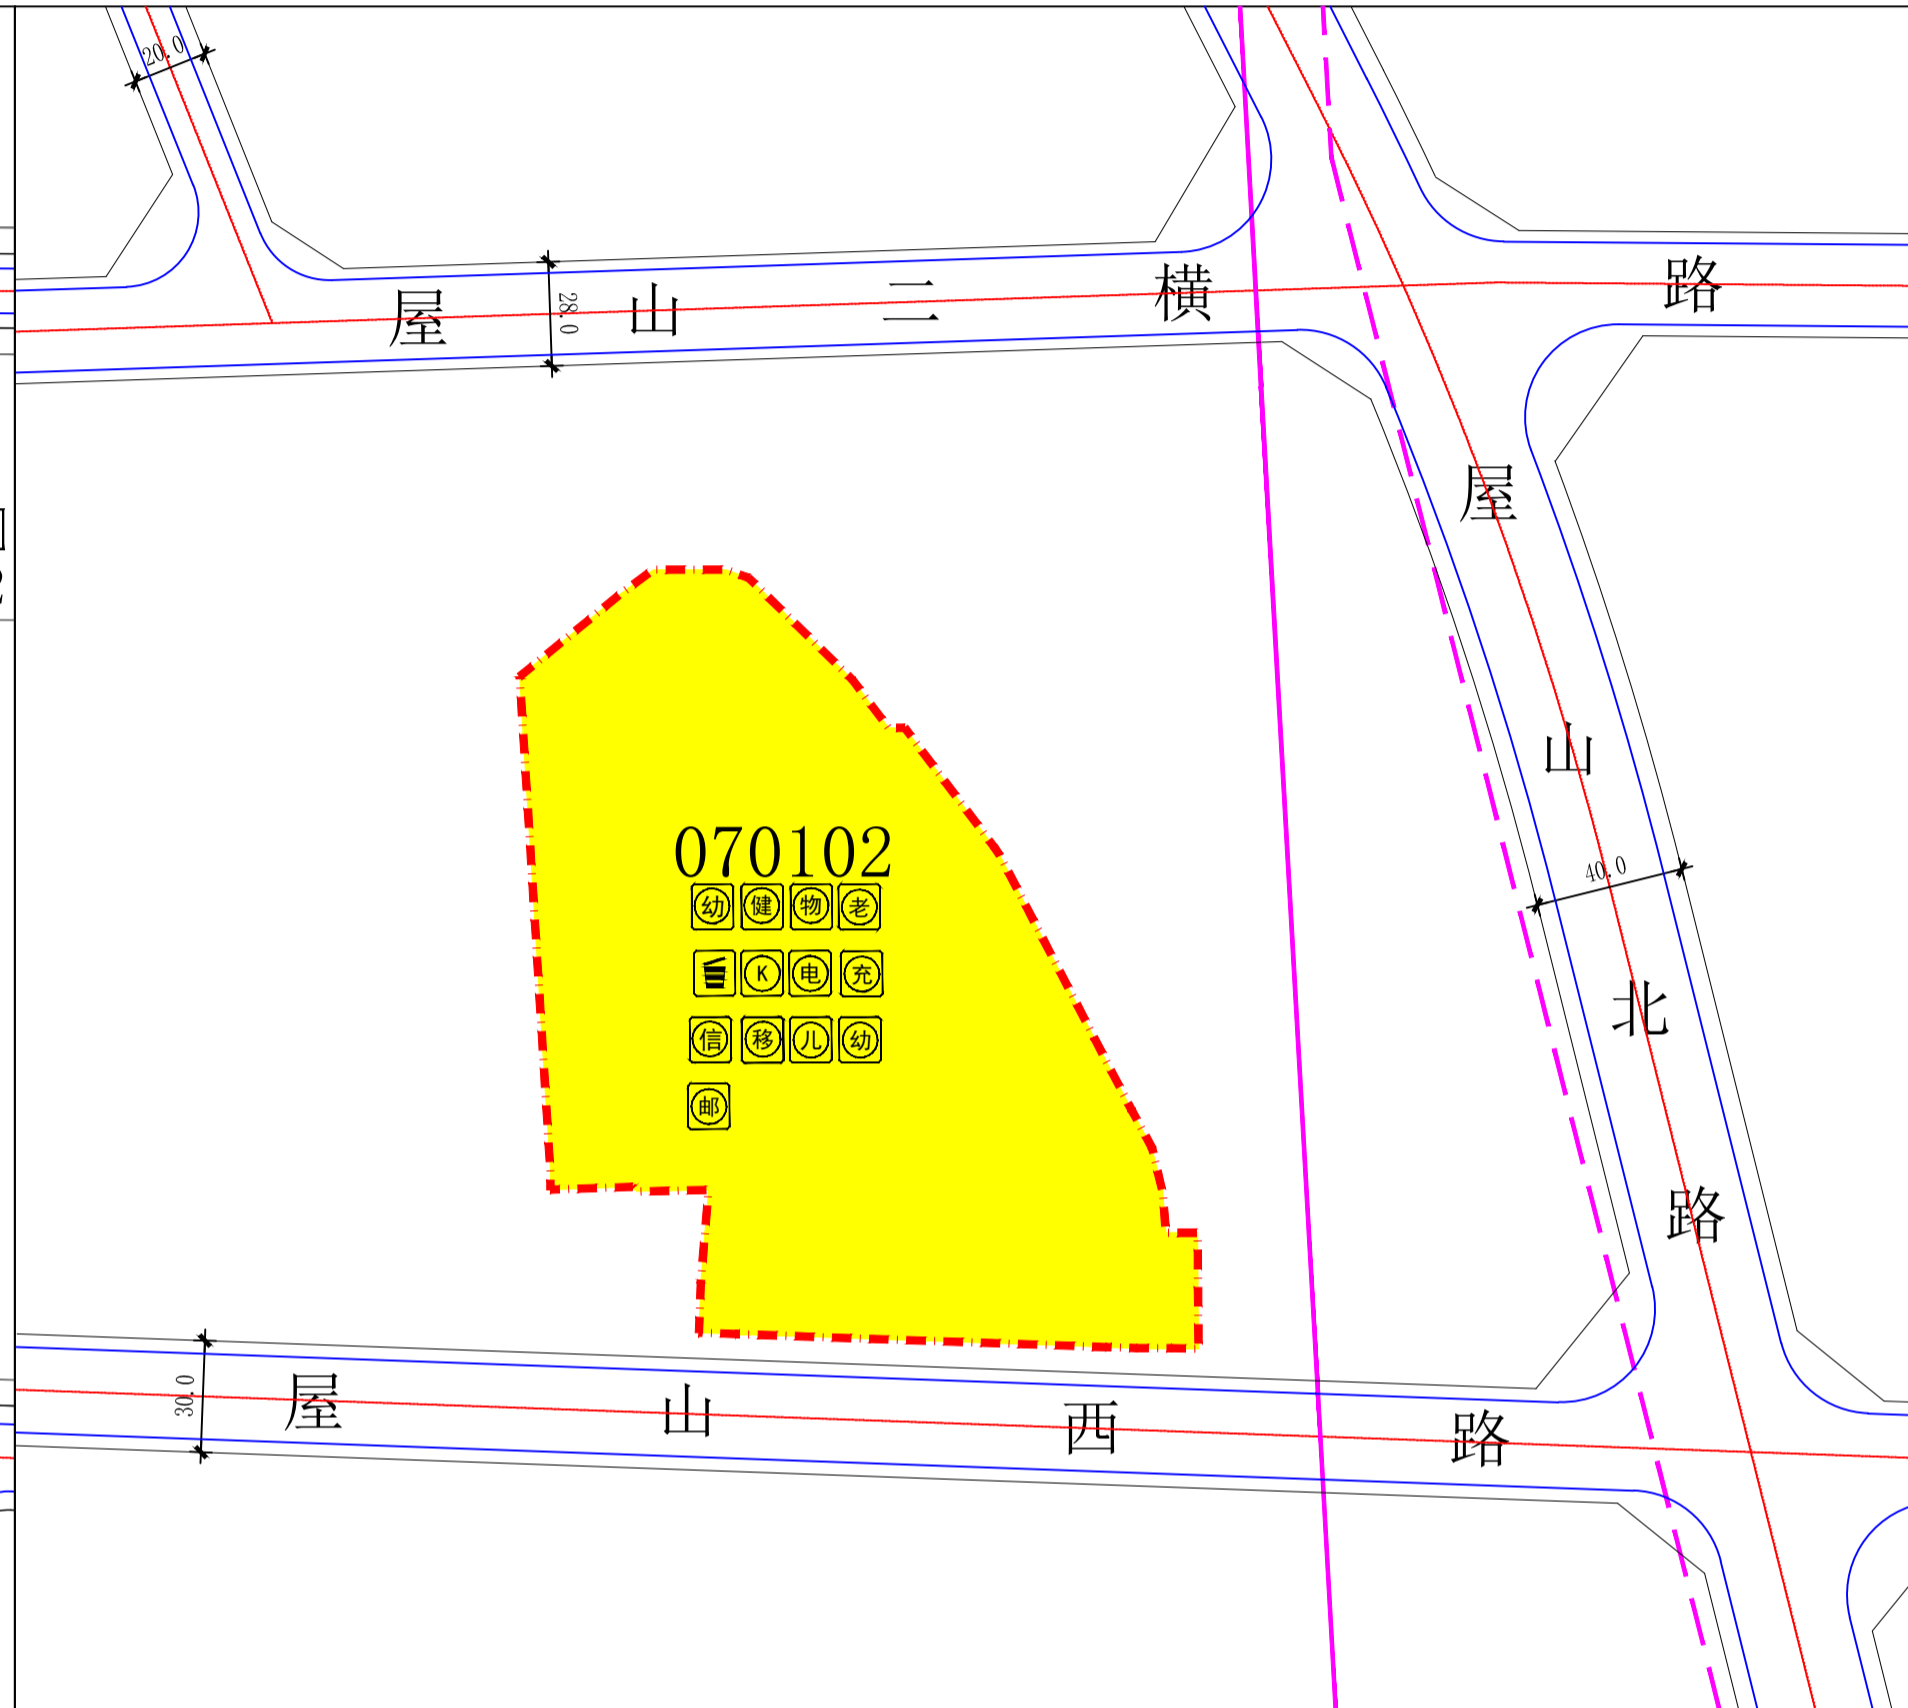 20.0
屋山二横路
28.0
屋山北路
070102
幼 健 物 老
K 电 充
信 移 儿 幼
邮
40.0
30.0
屋山西路